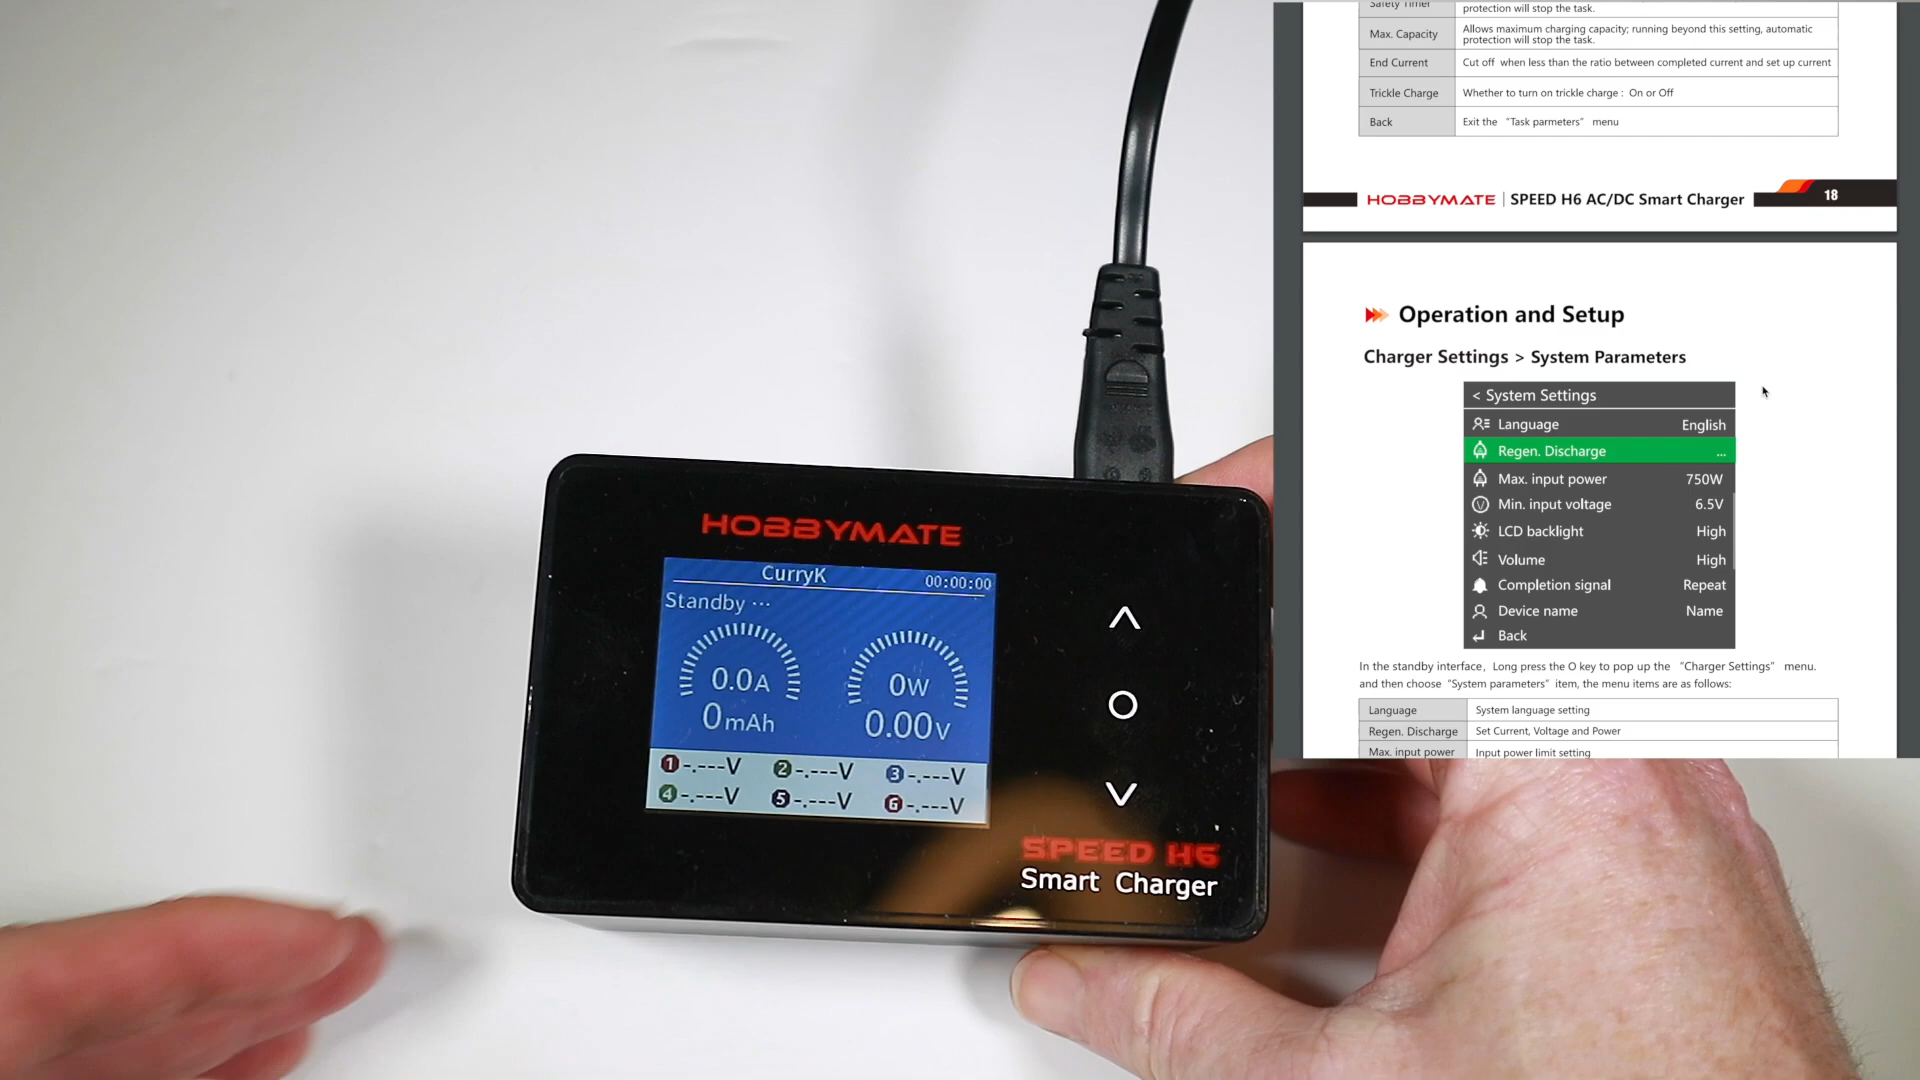 HOBBYMATE
CurryK 00:00:00
Standby ...
0.0A 0W
0mAh 0.00V
1 -.---V 2 -.---V 3 -.---V
4 -.---V 5 -.---V 6 -.---V
SPEED H6
Smart Charger
Safety Timer protection will stop the task.
Max. Capacity Allows maximum charging capacity; running beyond this setting, automatic
protection will stop the task.
End Current Cut off when less than the ratio between completed current and set up current
Trickle Charge Whether to turn on trickle charge : On or Off
Back Exit the “Task parmeters” menu
HOBBYMATE | SPEED H6 AC/DC Smart Charger 18
Operation and Setup
Charger Settings > System Parameters
< System Settings
Language English
Regen. Discharge ...
Max. input power 750W
Min. input voltage 6.5V
LCD backlight High
Volume High
Completion signal Repeat
Device name Name
Back
In the standby interface, Long press the O key to pop up the “Charger Settings” menu.
and then choose “System parameters” item, the menu items are as follows:
Language System language setting
Regen. Discharge Set Current, Voltage and Power
Max. input power Input power limit setting